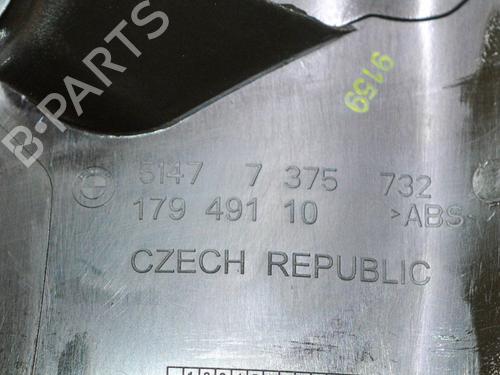 B-PARTS
9159
5147 7 375 732
179 491 10 >ABS<
CZECH REPUBLIC